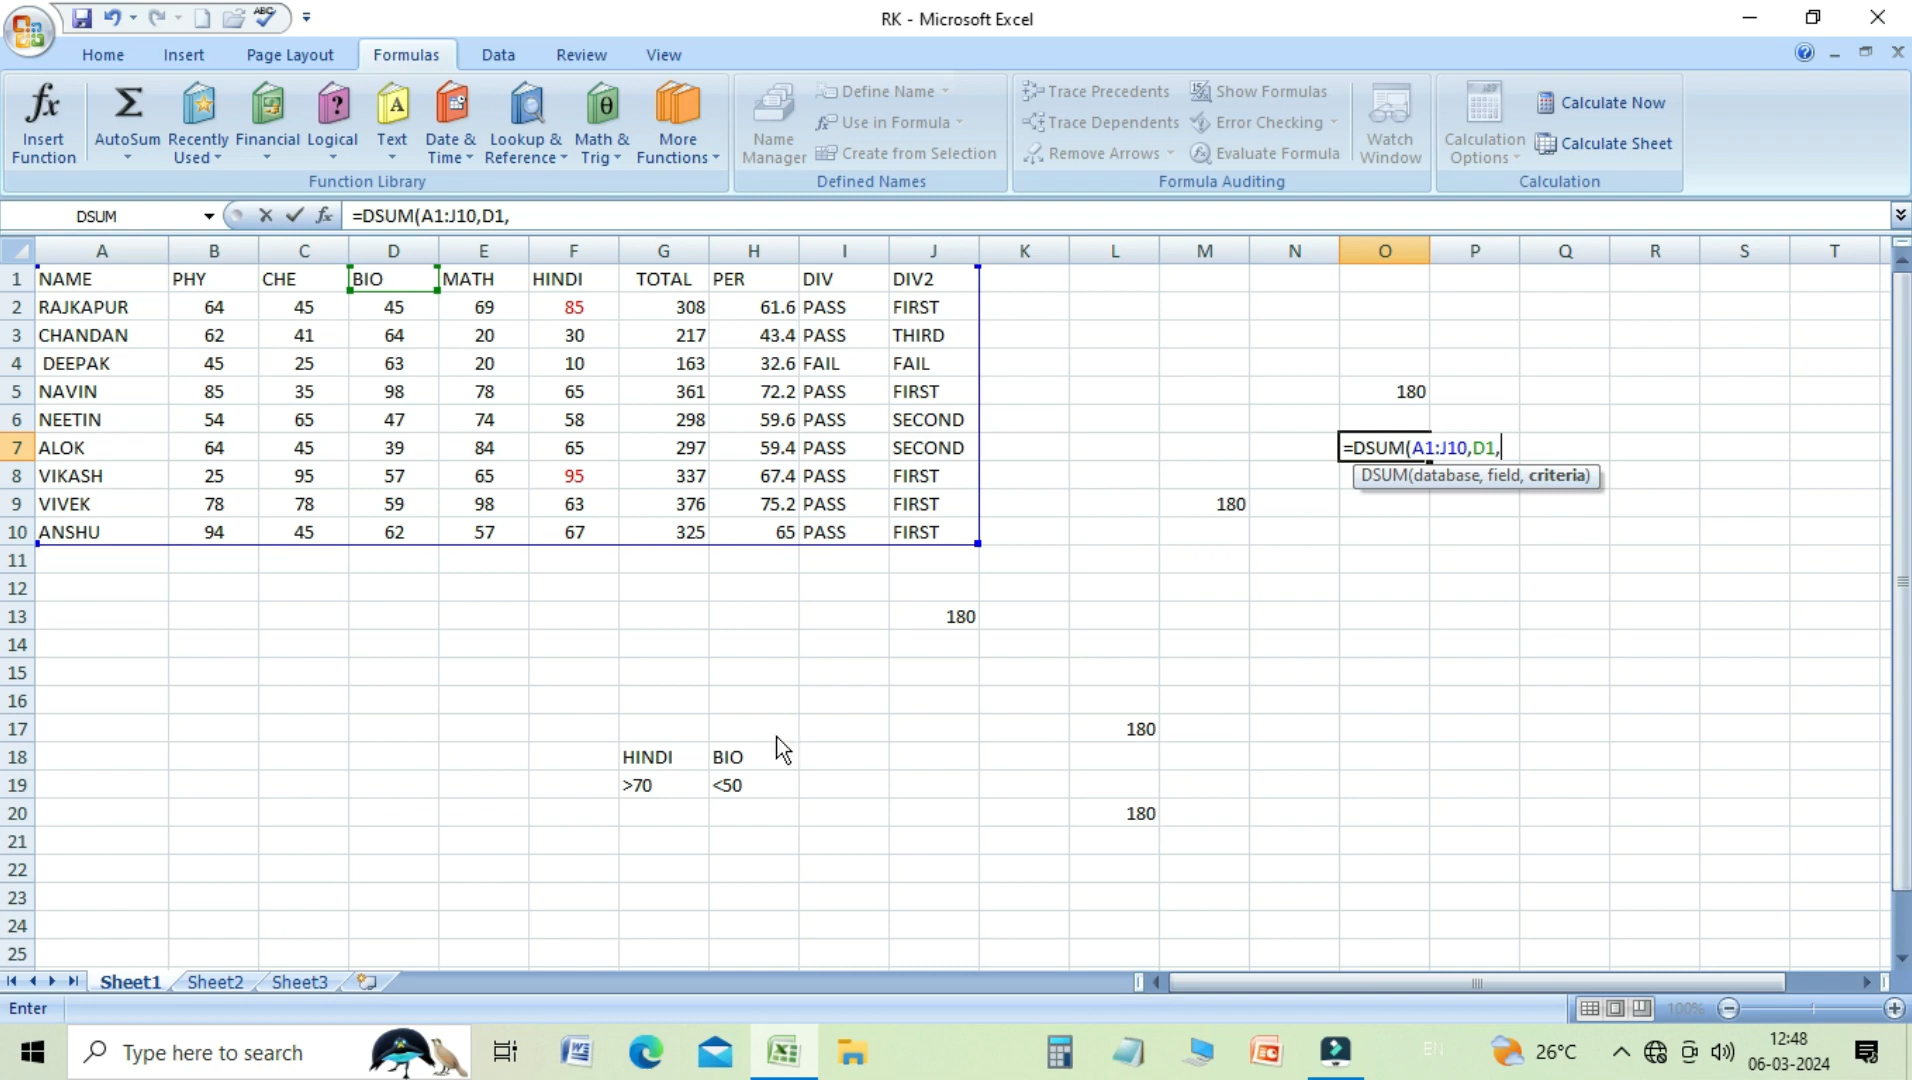 RK - Microsoft Excel
Home Insert Page Layout Formulas Data Review View
fx Σ A ? θ
Insert Function AutoSum Recently Used Financial Logical Text Date & Time Lookup & Reference Math & Trig More Functions
Function Library
Name Manager Define Name Use in Formula Create from Selection
Defined Names
Trace Precedents Show Formulas
Trace Dependents Error Checking
Remove Arrows Evaluate Formula
Watch Window
Formula Auditing
Calculation Options Calculate Now Calculate Sheet
Calculation
DSUM fx =DSUM(A1:J10,D1,
A B C D E F G H I J K L M N O P Q R S T
1 NAME PHY CHE BIO MATH HINDI TOTAL PER DIV DIV2
2 RAJKAPUR 64 45 45 69 85 308 61.6 PASS FIRST
3 CHANDAN 62 41 64 20 30 217 43.4 PASS THIRD
4 DEEPAK 45 25 63 20 10 163 32.6 FAIL FAIL
5 NAVIN 85 35 98 78 65 361 72.2 PASS FIRST 180
6 NEETIN 54 65 47 74 58 298 59.6 PASS SECOND
7 ALOK 64 45 39 84 65 297 59.4 PASS SECOND =DSUM(A1:J10,D1,
DSUM(database, field, criteria)
8 VIKASH 25 95 57 65 95 337 67.4 PASS FIRST
9 VIVEK 78 78 59 98 63 376 75.2 PASS FIRST 180
10 ANSHU 94 45 62 57 67 325 65 PASS FIRST
11
12
13 180
14
15
16
17 180
18 HINDI BIO
19 >70 <50
20 180
21
22
23
24
25
Sheet1 Sheet2 Sheet3
Enter 100%
Type here to search
EN 26°C
12:48
06-03-2024